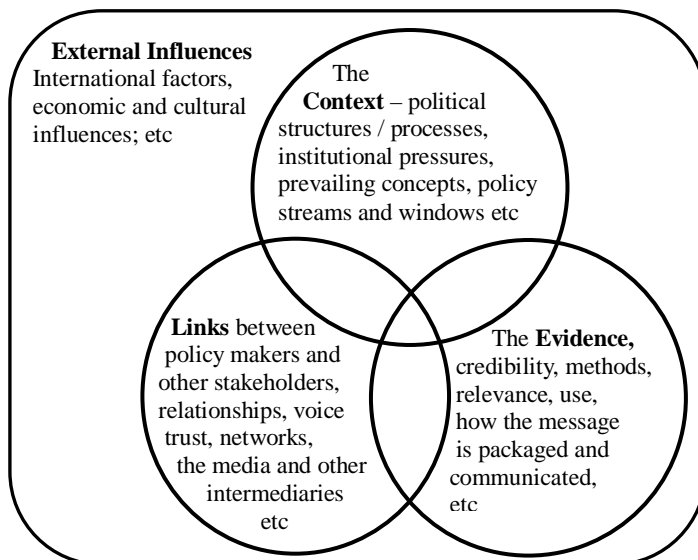 External Influences
International factors,
economic and cultural
influences; etc
The
Context – political
structures / processes,
institutional pressures,
prevailing concepts, policy
streams and windows etc
Links between
policy makers and
other stakeholders,
relationships, voice
trust, networks,
the media and other
intermediaries
etc
The Evidence,
credibility, methods,
relevance, use,
how the message
is packaged and
communicated,
etc